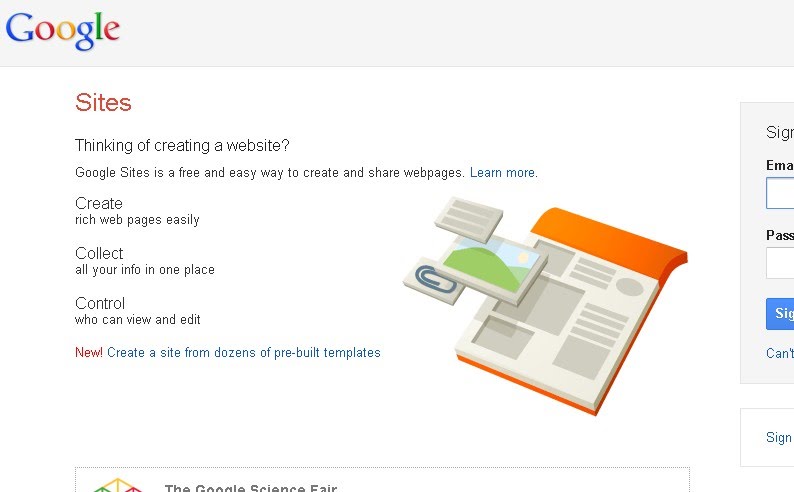 Google
Sites
Thinking of creating a website?
Google Sites is a free and easy way to create and share webpages. Learn more.
Create
rich web pages easily
Collect
all your info in one place
Control
who can view and edit
New! Create a site from dozens of pre-built templates
The Google Science Fair
Sign
Ema
Pass
Sig
Can't
Sign